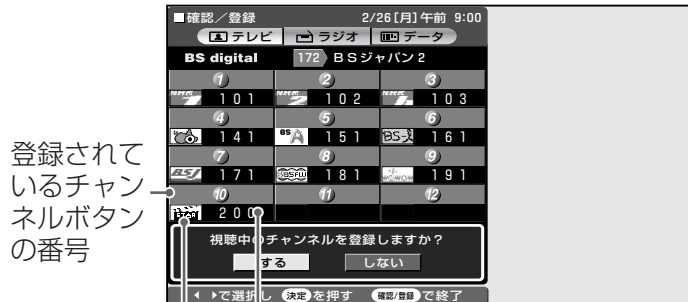 ■確認／登録 2/26[月]午前 9:00
テレビ ラジオ データ
BS digital 172 BSジャパン2
1 2 3
101 102 103
4 5 6
141 BS A 151 BS-i 161
7 8 9
BSJ 171 181 WOWOW 191
10 11 12
STAR 200
登録されて
いるチャン
ネルボタン
の番号
視聴中のチャンネルを登録しますか？
する しない
で選択し 決定 を押す 確認/登録 で終了